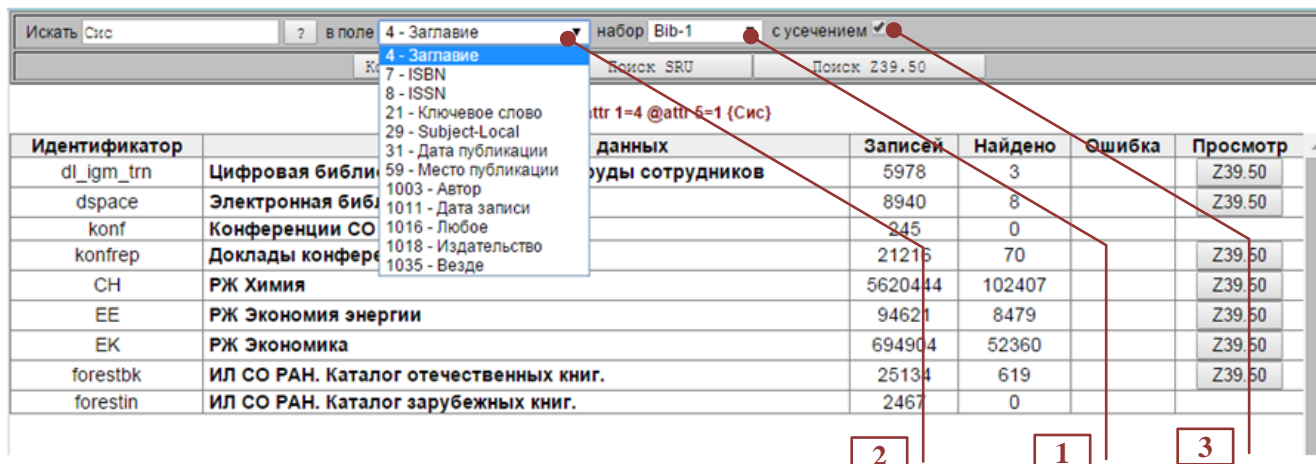 Искать Сис ? в поле 4 - Заглавие набор Bib-1 с усечением
4 - Заглавие
7 - ISBN
8 - ISSN
21 - Ключевое слово
29 - Subject-Local
31 - Дата публикации
59 - Место публикации
1003 - Автор
1011 - Дата записи
1016 - Любое
1018 - Издательство
1035 - Везде
Поиск SRU Поиск Z39.50
attr 1=4 @attr 5=1 {Сис}
Идентификатор данных Записей Найдено Ошибка Просмотр
dl_igm_trn Цифровая библи уды сотрудников 5978 3 Z39.50
dspace Электронная биб 8940 8 Z39.50
konf Конференции СО 245 0
konfrep Доклады конфере 21216 70 Z39.50
CH РЖ Химия 5620444 102407 Z39.50
EE РЖ Экономия энергии 94621 8479 Z39.50
EK РЖ Экономика 694904 52360 Z39.50
forestbk ИЛ СО РАН. Каталог отечественных книг. 25134 619 Z39.50
forestin ИЛ СО РАН. Каталог зарубежных книг. 2467 0
2 1 3